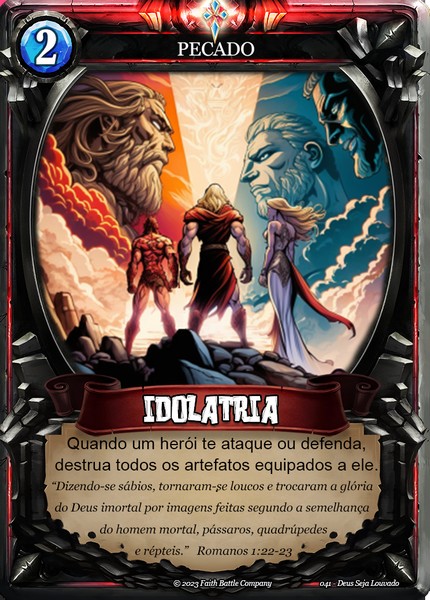 2
PECADO
IDOLATRIA
Quando um herói te ataque ou defenda,
destrua todos os artefatos equipados a ele.
“Dizendo-se sábios, tornaram-se loucos e trocaram a glória
do Deus imortal por imagens feitas segundo a semelhança
do homem mortal, pássaros, quadrúpedes
e répteis.” Romanos 1:22-23
© 2023 Faith Battle Company 041 - Deus Seja Louvado